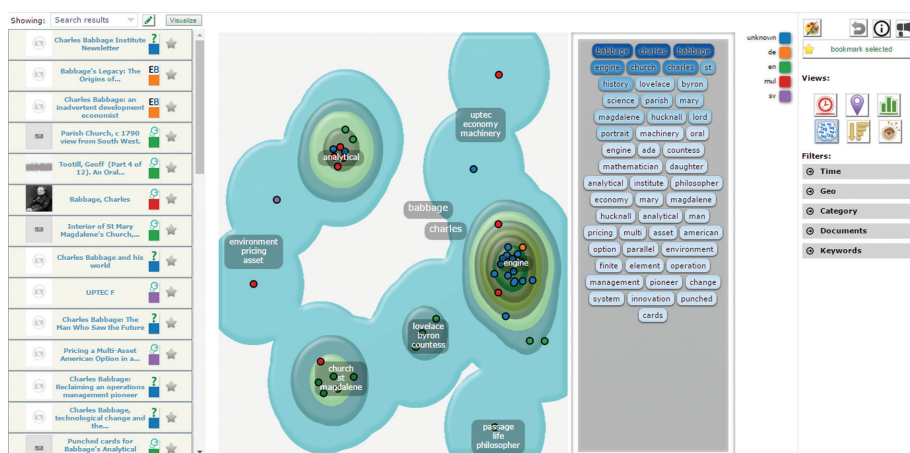 Showing: Search results Visualize
Charles Babbage Institute
Newsletter
?
Babbage's Legacy: The
Origins of...
EB
Charles Babbage: an
inadvertent development
economist
EB
Parish Church, c 1790
view from South West.
Tootill, Geoff (Part 4 of
12). An Oral...
Babbage, Charles
Interior of St Mary
Magdalene's Church,...
Charles Babbage and his
world
?
UPTEC F
Charles Babbage: The
Man Who Saw the Future
?
Pricing a Multi-Asset
American Option in a...
Charles Babbage:
Reclaiming an operations
management pioneer
?
Charles Babbage,
technological change and
the...
?
Punched cards for
Babbage's Analytical
analytical
uptec
economy
machinery
babbage
charles
environment
pricing
asset
engine
lovelace
byron
countess
church
st
magdalene
passage
life
philosopher
babbage charles babbage
engine church charles st
history lovelace byron
science parish mary
magdalene hucknall lord
portrait machinery oral
engine ada countess
mathematician daughter
analytical institute philosopher
economy mary magdalene
hucknall analytical man
pricing multi asset american
option parallel environment
finite element operation
management pioneer change
system innovation punched
cards
unknown
de
en
mul
sv
bookmark selected
Views:
Filters:
Time
Geo
Category
Documents
Keywords